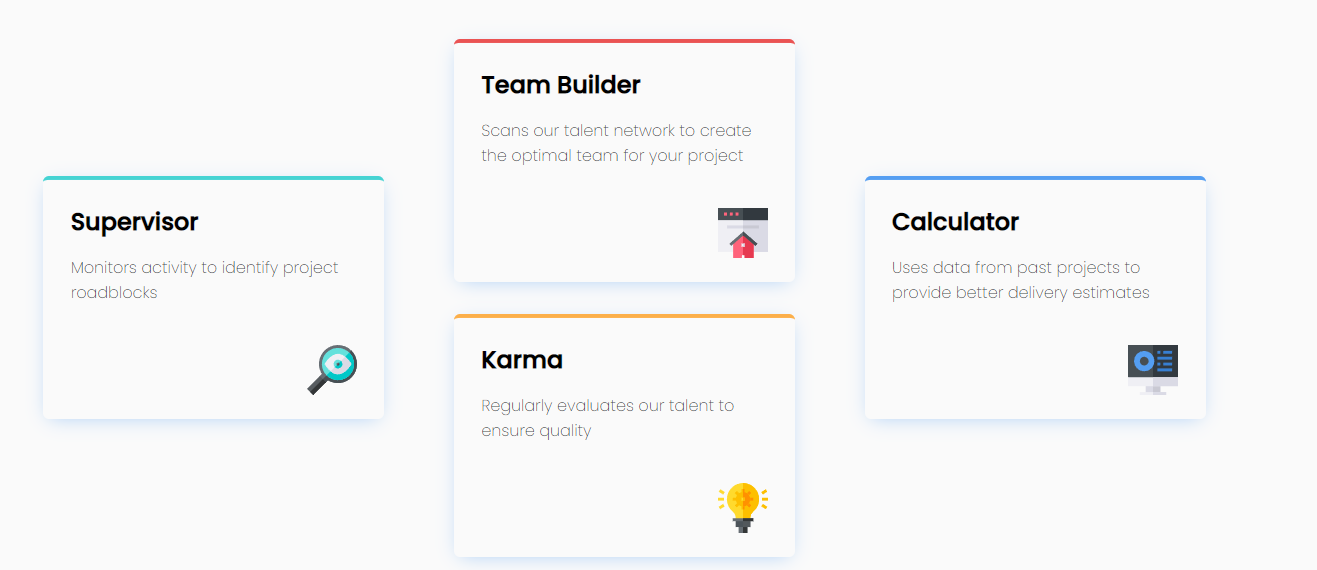 Team Builder
Scans our talent network to create
the optimal team for your project
Supervisor
Monitors activity to identify project
roadblocks
Calculator
Uses data from past projects to
provide better delivery estimates
Karma
Regularly evaluates our talent to
ensure quality